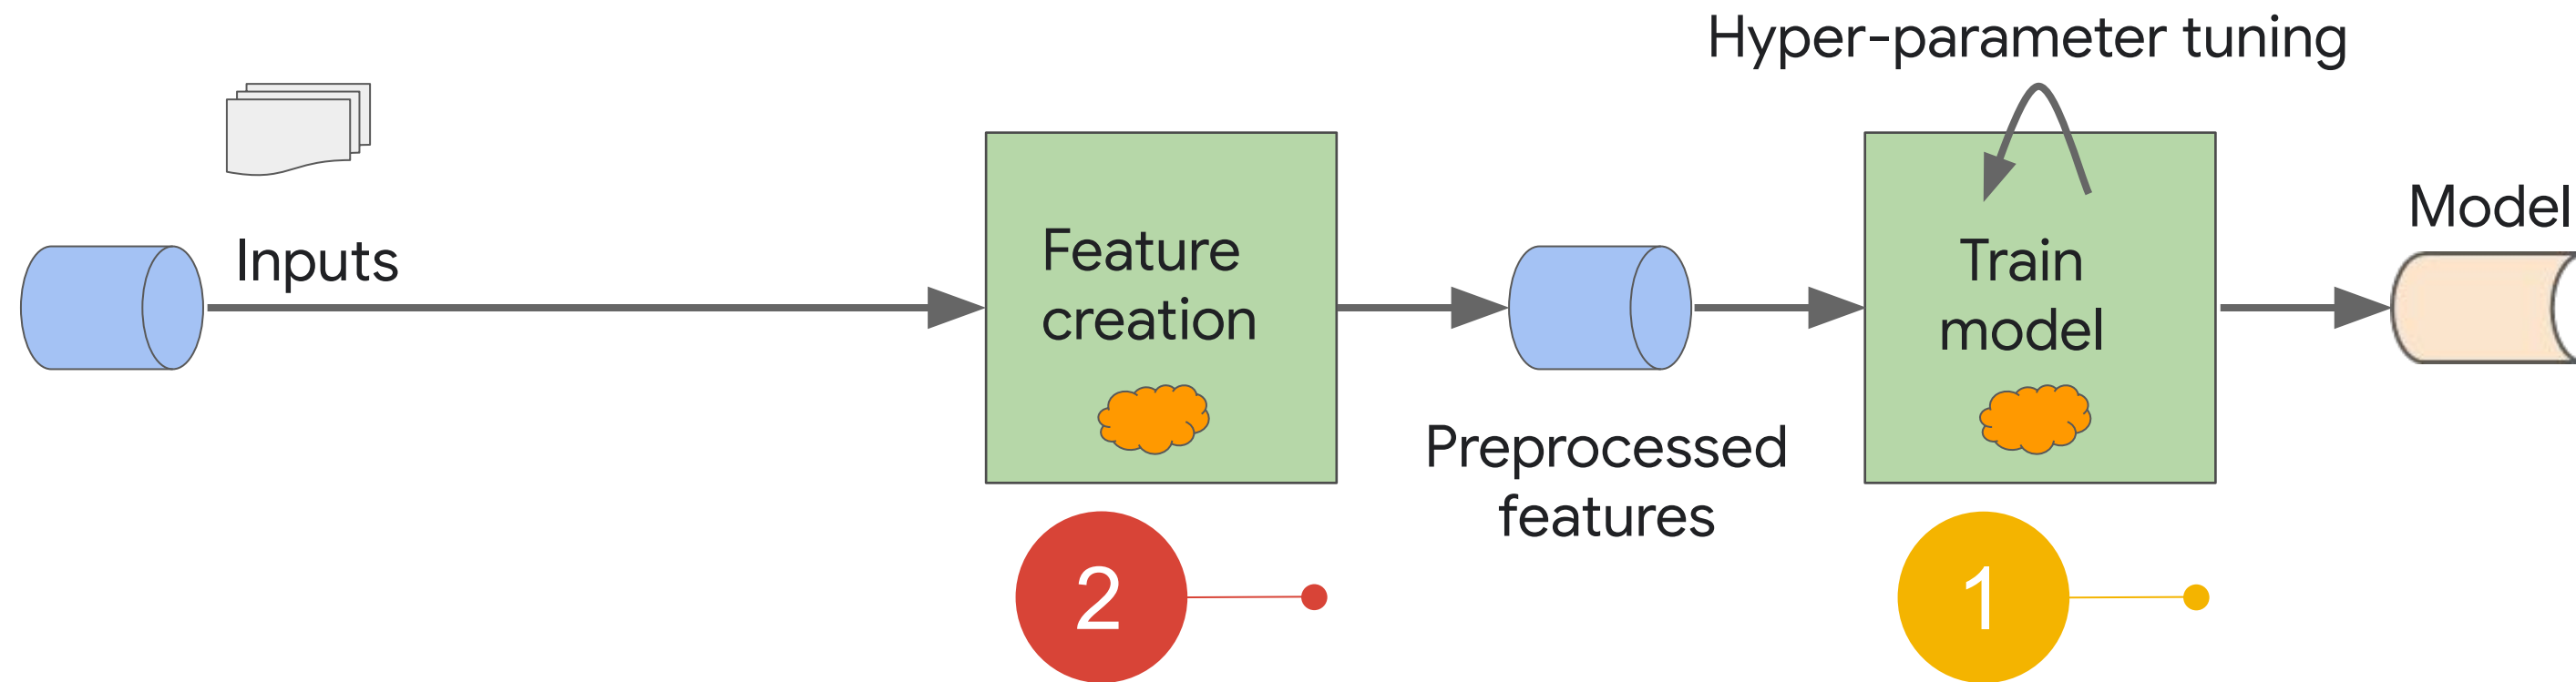 Hyper-parameter tuning
Inputs
Feature
creation
Preprocessed
features
Train
model
Model
2
1